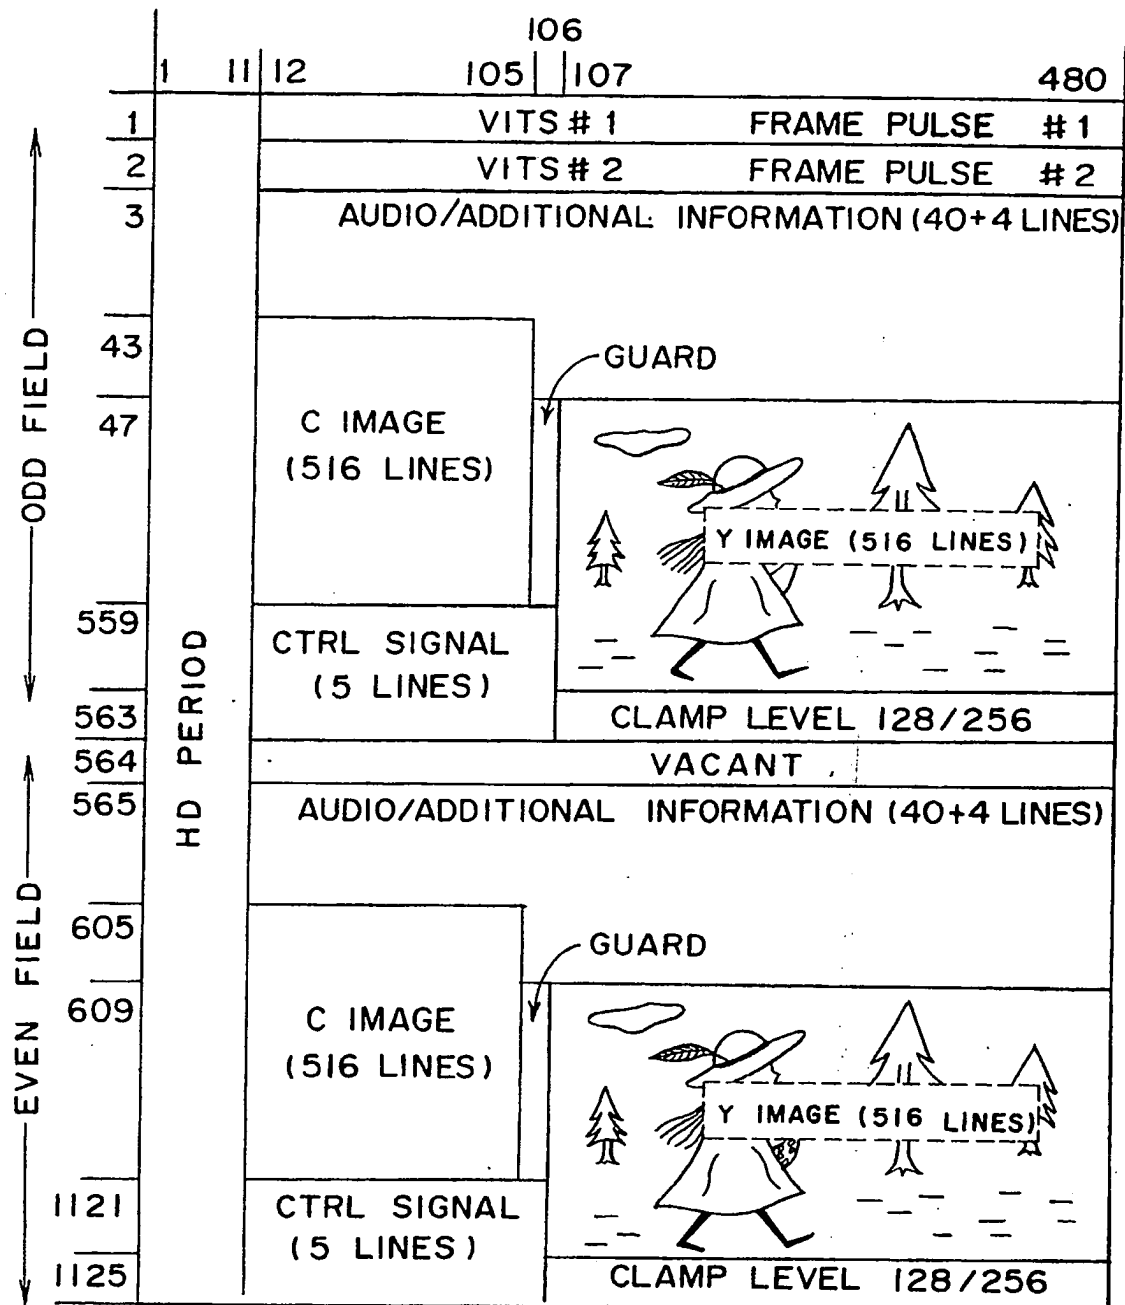 106
1 11 12 105 107 480
1 VITS # 1 FRAME PULSE # 1
2 VITS # 2 FRAME PULSE # 2
3 AUDIO/ADDITIONAL INFORMATION (40+4 LINES)
ODD FIELD
43
GUARD
47
C IMAGE
(516 LINES)
Y IMAGE (516 LINES)
559
CTRL SIGNAL
(5 LINES)
563
CLAMP LEVEL 128/256
HD PERIOD
564 VACANT
565 AUDIO/ADDITIONAL INFORMATION (40+4 LINES)
EVEN FIELD
605
GUARD
609
C IMAGE
(516 LINES)
Y IMAGE (516 LINES)
1121
CTRL SIGNAL
(5 LINES)
1125
CLAMP LEVEL 128/256